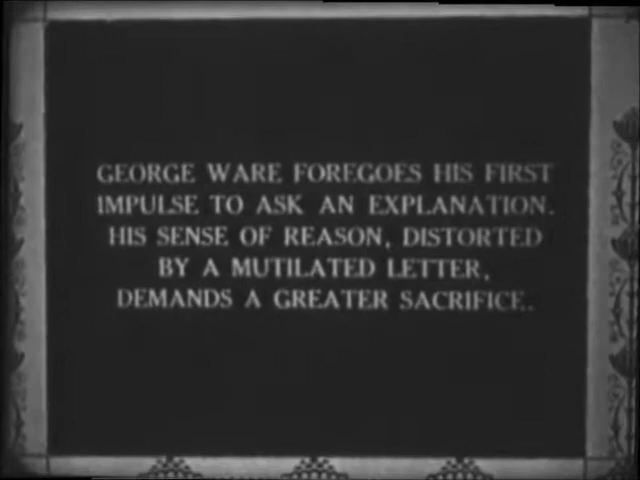 GEORGE WARE FOREGOES HIS FIRST
IMPULSE TO ASK AN EXPLANATION.
HIS SENSE OF REASON, DISTORTED
BY A MUTILATED LETTER,
DEMANDS A GREATER SACRIFICE.